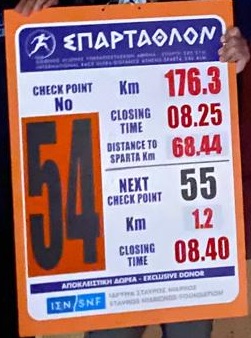 ΣΠΑΡΤΑΘΛΟΝ
CHECK POINT
No
54
Km 176.3
CLOSING
TIME 08.25
DISTANCE TO
SPARTA Km 68.44
NEXT
CHECK POINT 55
Km 1.2
CLOSING
TIME 08.40
ΑΠΟΚΛΕΙΣΤΙΚΗ ΔΩΡΕΑ - EXCLUSIVE DONOR
ΙΣΝ/SNF
ΙΔΡΥΜΑ ΣΤΑΥΡΟΣ ΝΙΑΡΧΟΣ
STAVROS NIARCHOS FOUNDATION